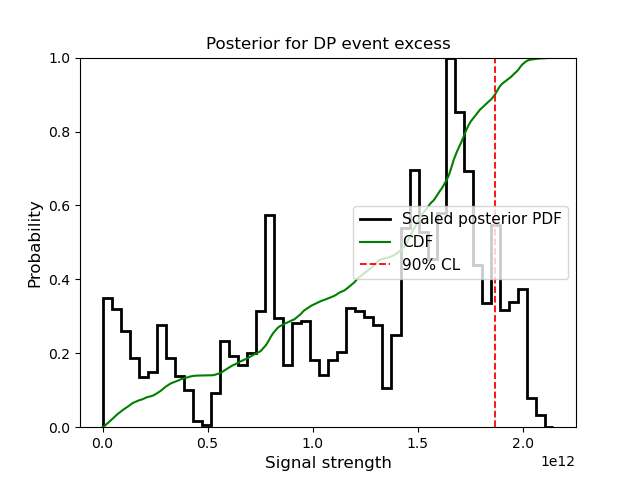 Posterior for DP event excess
Probability
1.0
0.8
0.6
0.4
0.2
0.0
Scaled posterior PDF
CDF
90% CL
0.0 0.5 1.0 1.5 2.0
1e12
Signal strength